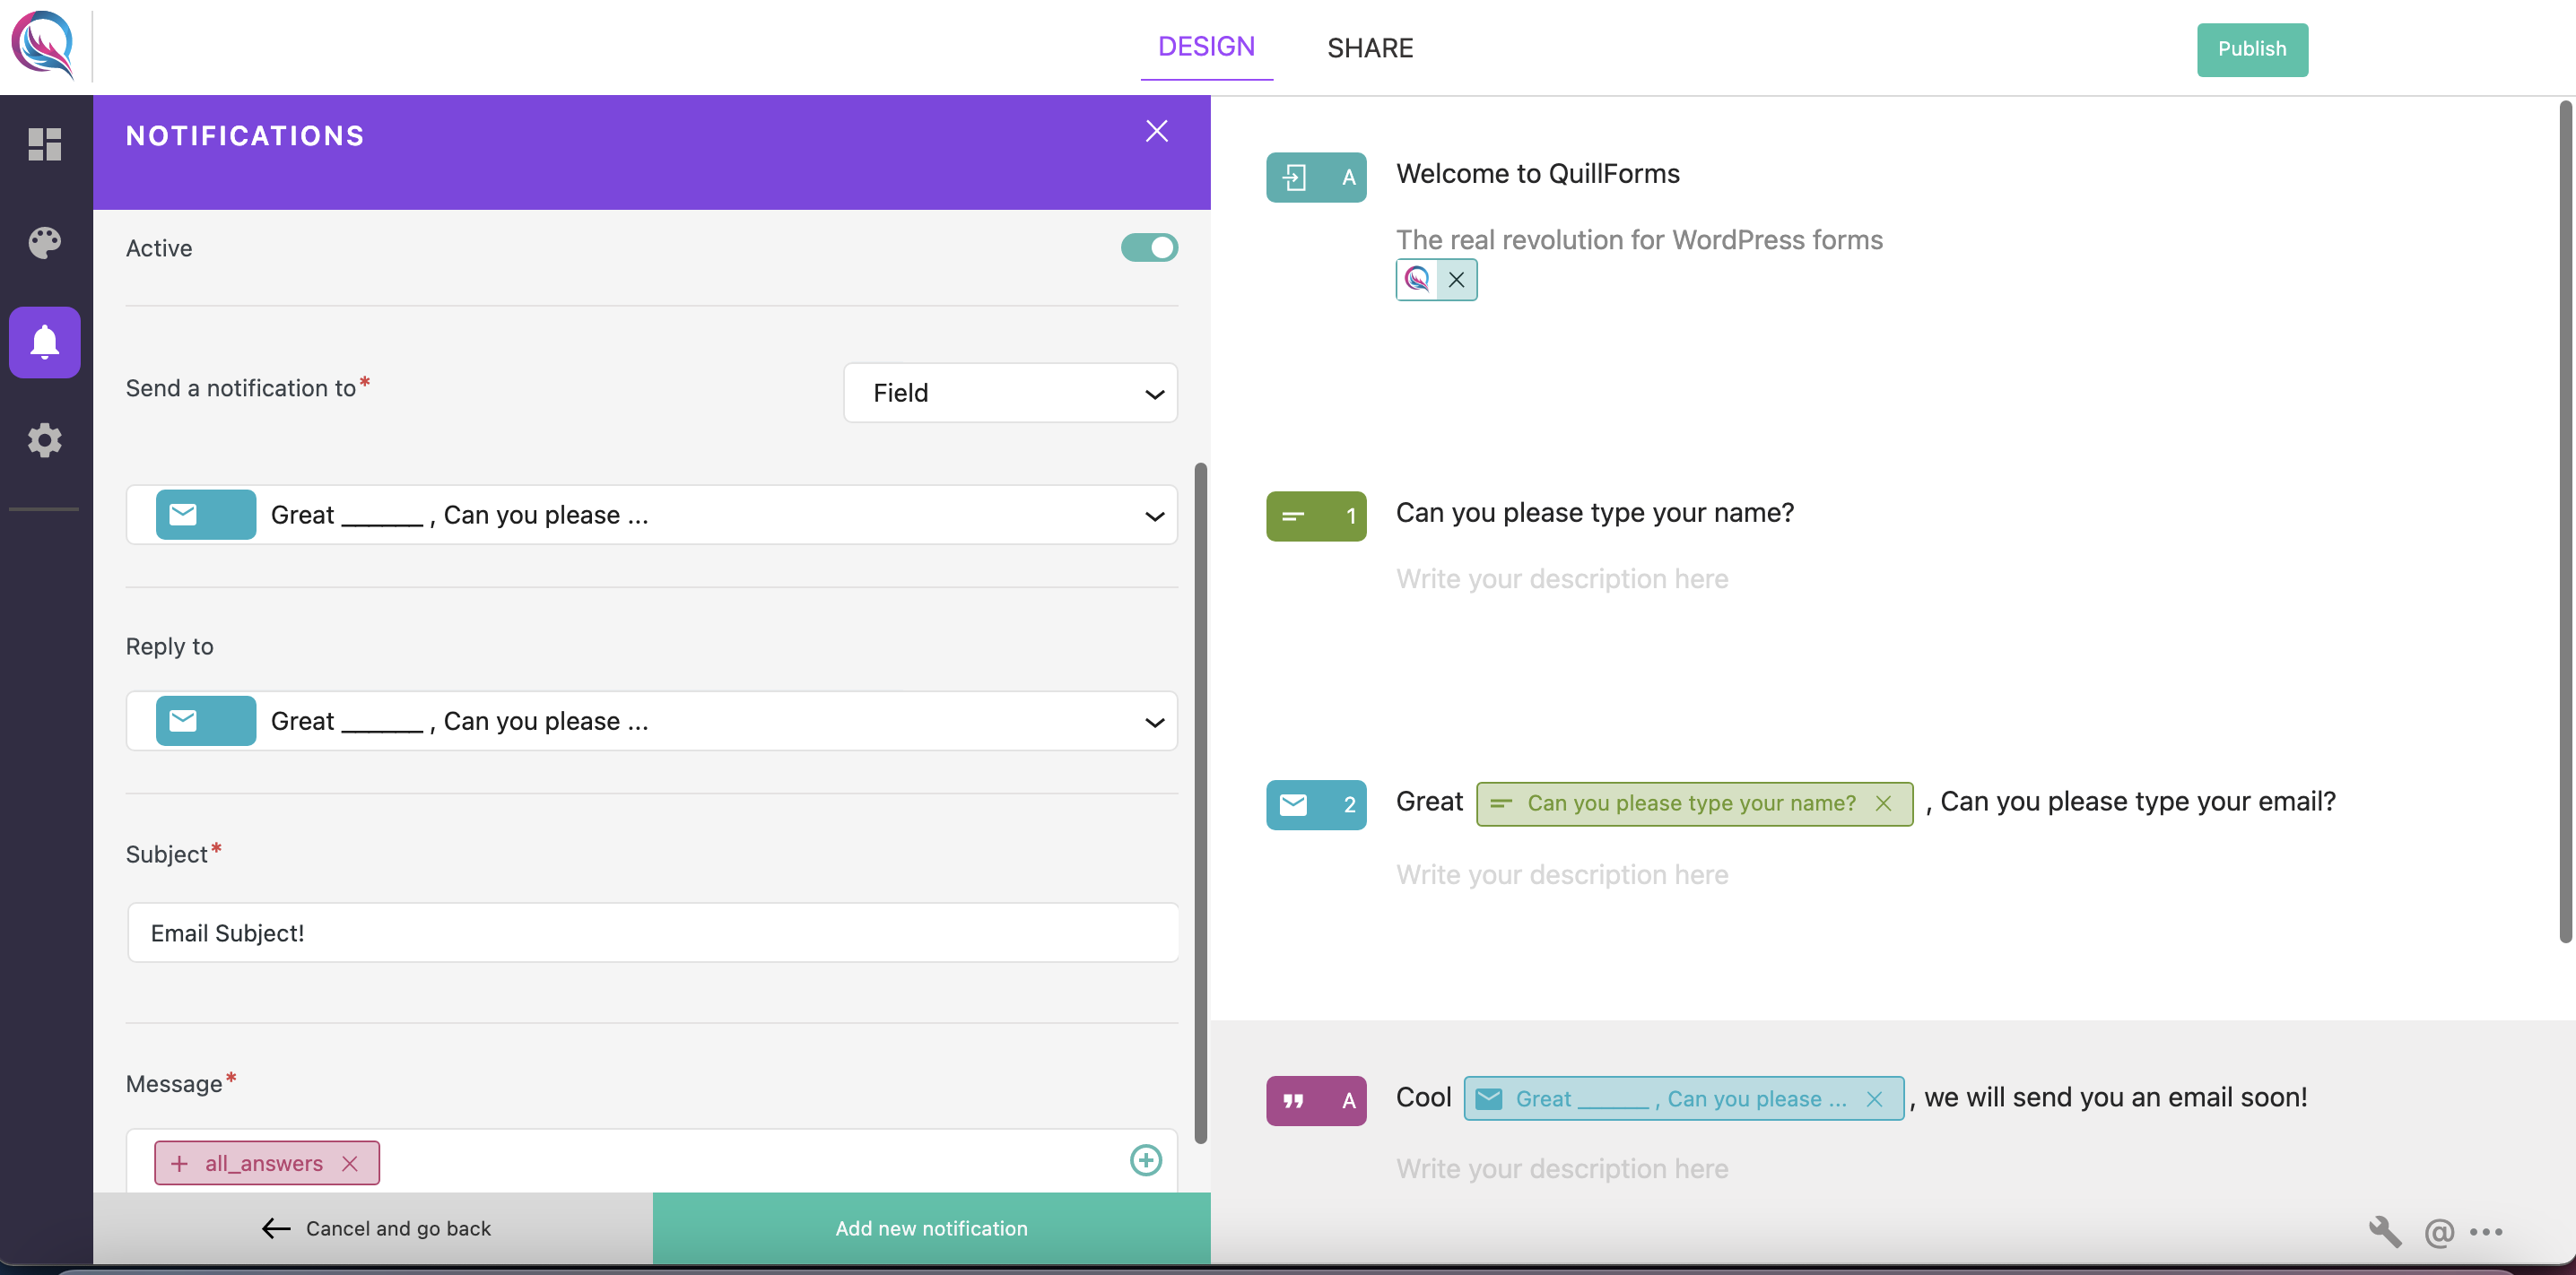 DESIGN
SHARE
Publish
NOTIFICATIONS
Active
Send a notification to*
Field
Great ______ , Can you please ...
Reply to
Great ______ , Can you please ...
Subject*
Email Subject!
Message*
+ all_answers
Cancel and go back
Add new notification
A Welcome to QuillForms
The real revolution for WordPress forms
1 Can you please type your name?
Write your description here
2 Great Can you please type your name? , Can you please type your email?
Write your description here
A Cool Great ______ , Can you please ... , we will send you an email soon!
Write your description here
@